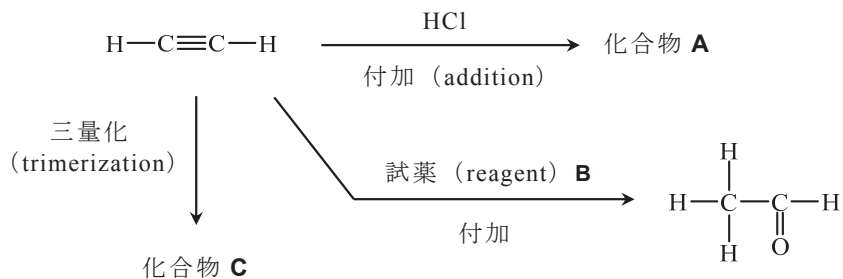 H C C H
HCl
付加(addition)
化合物 A
三量化
(trimerization)
試薬(reagent)B
付加
化合物 C
H
H C C H
H O